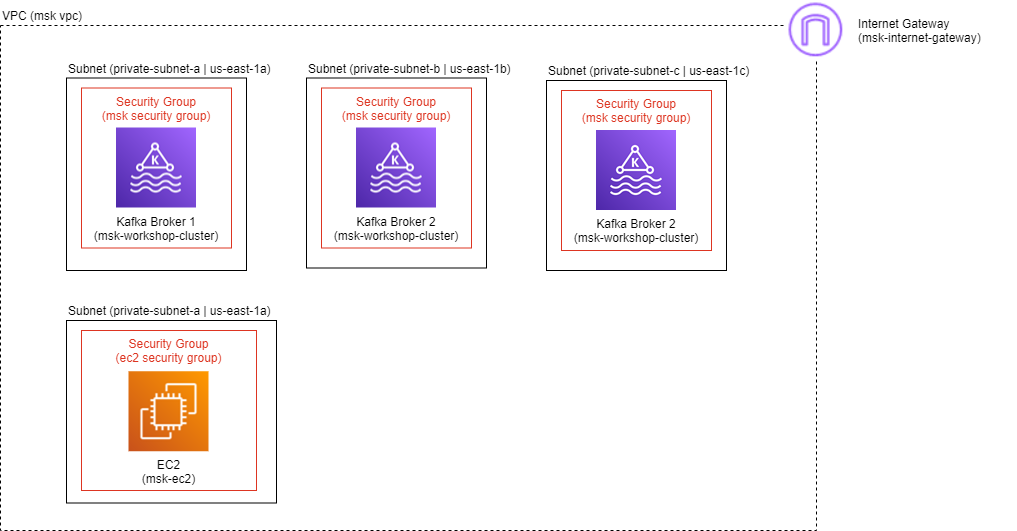 VPC (msk vpc)
Internet Gateway
(msk-internet-gateway)
Subnet (private-subnet-a | us-east-1a)
Security Group
(msk security group)
K
Kafka Broker 1
(msk-workshop-cluster)
Subnet (private-subnet-b | us-east-1b)
Security Group
(msk security group)
K
Kafka Broker 2
(msk-workshop-cluster)
Subnet (private-subnet-c | us-east-1c)
Security Group
(msk security group)
K
Kafka Broker 2
(msk-workshop-cluster)
Subnet (private-subnet-a | us-east-1a)
Security Group
(ec2 security group)
EC2
(msk-ec2)